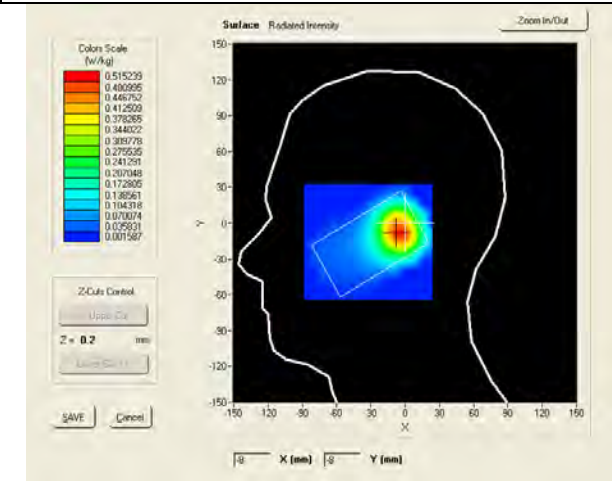 Surface Radiated Intensity
Zoom In/Out
Colors Scale
(W/kg)
0.515239
0.480995
0.446752
0.412509
0.378265
0.344022
0.309778
0.275535
0.241291
0.207048
0.172805
0.138561
0.104318
0.070074
0.035831
0.001587
Z-Cuts Control
Z = 0.2 mm
SAVE Cancel
150
120
90
60
30
0
-30
-60
-90
-120
-150
Y
-150 -120 -90 -60 -30 0 30 60 90 120 150
X
-8 X (mm) -8 Y (mm)